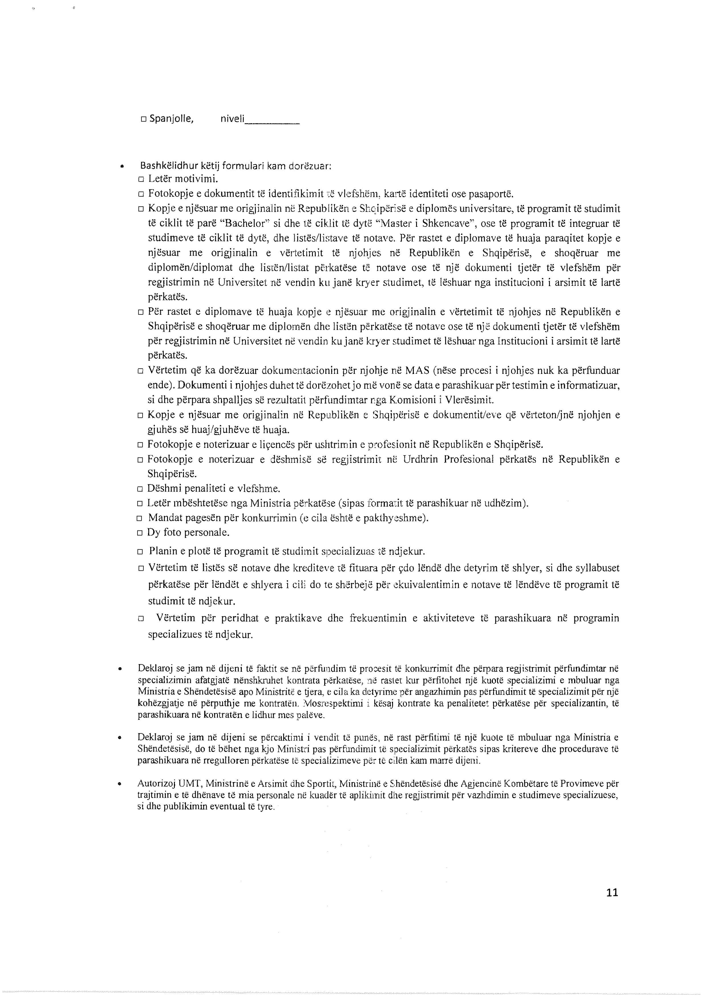 □ Spanjolle, niveli__________
• Bashkëlidhur këtij formulari kam dorëzuar:
□ Letër motivimi.
□ Fotokopje e dokumentit të identifikimit të vlefshëm, kartë identiteti ose pasaportë.
□ Kopje e njësuar me origjinalin në Republikën e Shqipërisë e diplomës universitare, të programit të studimit
të ciklit të parë “Bachelor” si dhe të ciklit të dytë “Master i Shkencave”, ose të programit të integruar të
studimeve të ciklit të dytë, dhe listës/listave të notave. Për rastet e diplomave të huaja paraqitet kopje e
njësuar me origjinalin e vërtetimit të njohjes në Republikën e Shqipërisë, e shoqëruar me
diplomën/diplomat dhe listën/listat përkatëse të notave ose të një dokumenti tjetër të vlefshëm për
regjistrimin në Universitet në vendin ku janë kryer studimet, të lëshuar nga institucioni i arsimit të lartë
përkatës.
□ Për rastet e diplomave të huaja kopje e njësuar me origjinalin e vërtetimit të njohjes në Republikën e
Shqipërisë e shoqëruar me diplomën dhe listën përkatëse të notave ose të një dokumenti tjetër të vlefshëm
për regjistrimin në Universitet në vendin ku janë kryer studimet të lëshuar nga Institucioni i arsimit të lartë
përkatës.
□ Vërtetim që ka dorëzuar dokumentacionin për njohje në MAS (nëse procesi i njohjes nuk ka përfunduar
ende). Dokumenti i njohjes duhet të dorëzohet jo më vonë se data e parashikuar për testimin e informatizuar,
si dhe përpara shpalljes së rezultatit përfundimtar nga Komisioni i Vlerësimit.
□ Kopje e njësuar me origjinalin në Republikën e Shqipërisë e dokumentit/eve që vërteton/jnë njohjen e
gjuhës së huaj/gjuhëve të huaja.
□ Fotokopje e noterizuar e liçencës për ushtrimin e profesionit në Republikën e Shqipërisë.
□ Fotokopje e noterizuar e dëshmisë së regjistrimit në Urdhrin Profesional përkatës në Republikën e
Shqipërisë.
□ Dëshmi penaliteti e vlefshme.
□ Letër mbështetëse nga Ministria përkatëse (sipas formatit të parashikuar në udhëzim).
□ Mandat pagesën për konkurrimin (e cila është e pakthyeshme).
□ Dy foto personale.
□ Planin e plotë të programit të studimit specializuas të ndjekur.
□ Vërtetim të listës së notave dhe krediteve të fituara për çdo lëndë dhe detyrim të shlyer, si dhe syllabuset
përkatëse për lëndët e shlyera i cili do te shërbejë për ekuivalentimin e notave të lëndëve të programit të
studimit të ndjekur.
□ Vërtetim për peridhat e praktikave dhe frekuentimin e aktiviteteve të parashikuara në programin
specializues të ndjekur.
• Deklaroj se jam në dijeni të faktit se në përfundim të procesit të konkurrimit dhe përpara regjistrimit përfundimtar në
specializimin afatgjatë nënshkruhet kontrata përkatëse, në rastet kur përfitohet një kuotë specializimi e mbuluar nga
Ministria e Shëndetësisë apo Ministritë e tjera, e cila ka detyrime për angazhimin pas përfundimit të specializimit për një
kohëzgjatje në përputhje me kontratën. Mosrespektimi i kësaj kontrate ka penalitetet përkatëse për specializantin, të
parashikuara në kontratën e lidhur mes palëve.
• Deklaroj se jam në dijeni se përcaktimi i vendit të punës, në rast përfitimi të një kuote të mbuluar nga Ministria e
Shëndetësisë, do të bëhet nga kjo Ministri pas përfundimit të specializimit përkatës sipas kritereve dhe procedurave të
parashikuara në rregulloren përkatëse të specializimeve për të cilën kam marrë dijeni.
• Autorizoj UMT, Ministrinë e Arsimit dhe Sportit, Ministrinë e Shëndetësisë dhe Agjencinë Kombëtare të Provimeve për
trajtimin e të dhënave të mia personale në kuadër të aplikimit dhe regjistrimit për vazhdimin e studimeve specializuese,
si dhe publikimin eventual të tyre.
11